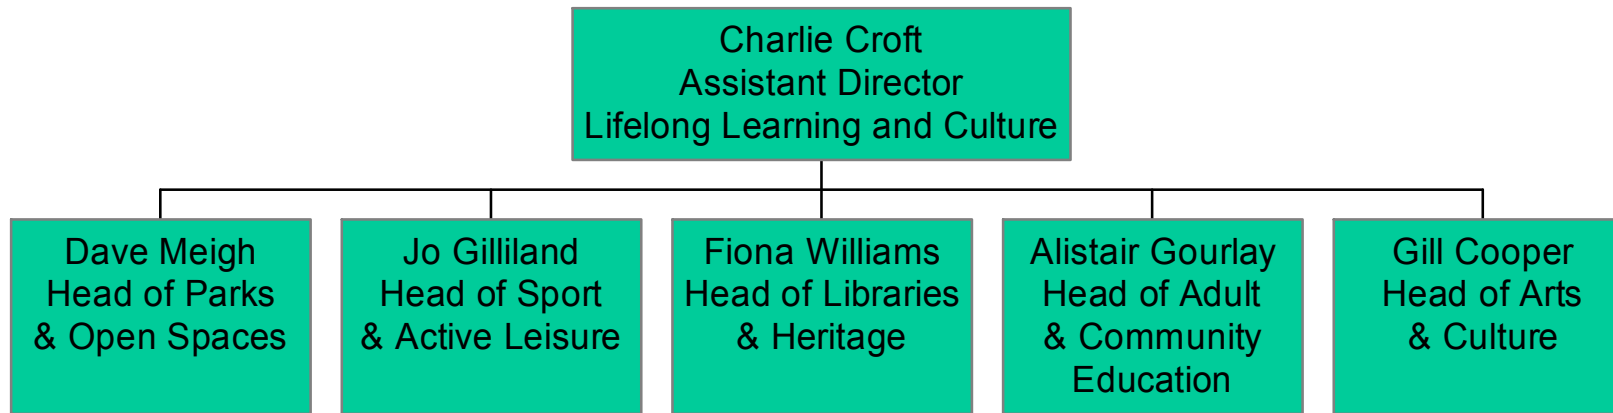 Charlie Croft
Assistant Director
Lifelong Learning and Culture
Dave Meigh
Head of Parks
& Open Spaces
Jo Gilliland
Head of Sport
& Active Leisure
Fiona Williams
Head of Libraries
& Heritage
Alistair Gourlay
Head of Adult
& Community
Education
Gill Cooper
Head of Arts
& Culture